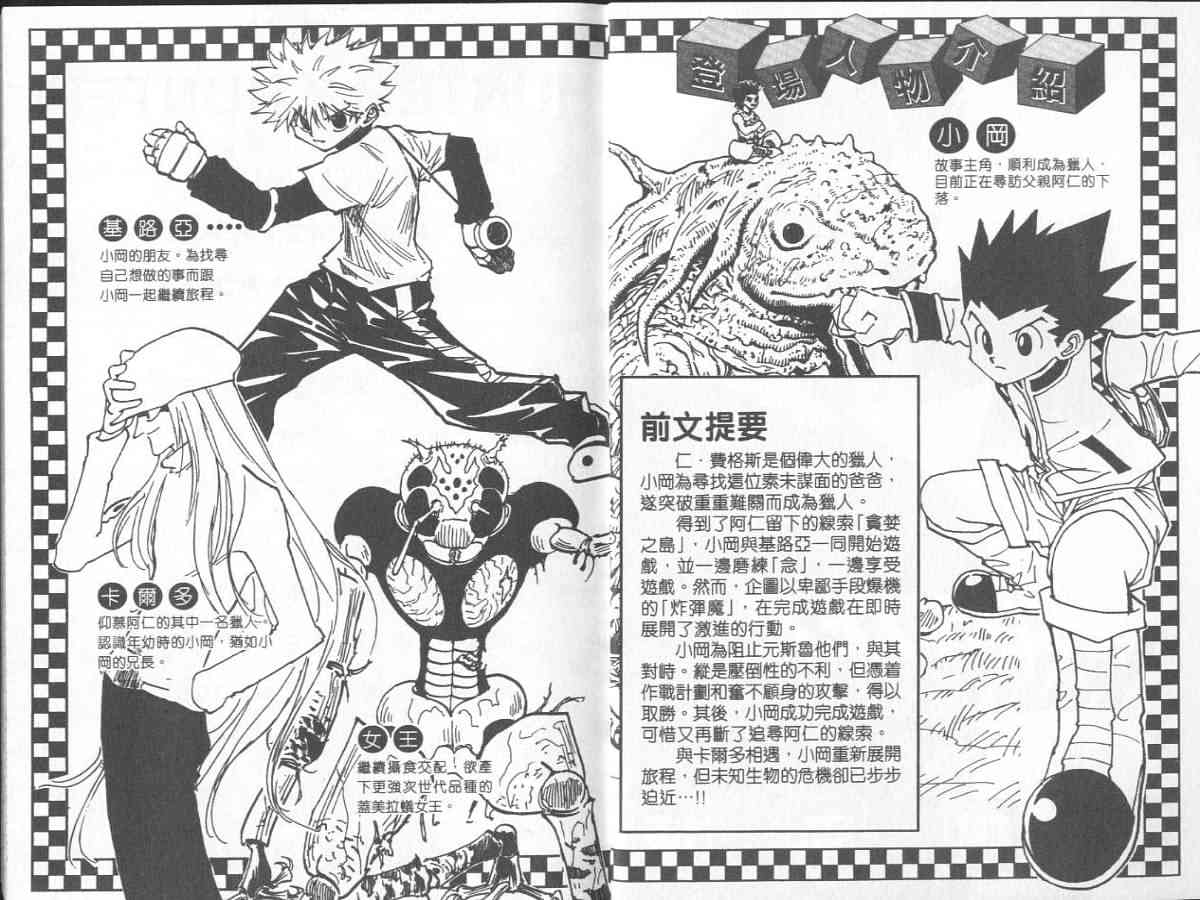 登場人物介紹
小岡
故事主角，順利成為獵人，
目前正在尋訪父親阿仁的下
落。
基路亞
小岡的朋友。為找尋
自己想做的事而跟
小岡一起繼續旅程。
卡爾多
仰慕阿仁的其中一名獵人。
認識年幼時的小岡，猶如小
岡的兄長。
女王
繼續攝食交配，欲產
下更強次世代品種的
蓋美拉蟻女王。
前文提要
仁．費格斯是個偉大的獵人，
小岡為尋找這位素未謀面的爸爸，
遂突破重重難關而成為獵人。
得到了阿仁留下的線索「貪婪
之島」，小岡與基路亞一同開始遊
戲，並一邊磨練「念」，一邊享受
遊戲。然而，企圖以卑鄙手段爆機
的「炸彈魔」，在完成遊戲在即時
展開了激進的行動。
小岡為阻止元斯魯他們，與其
對峙。縱是壓倒性的不利，但憑着
作戰計劃和奮不顧身的攻擊，得以
取勝。其後，小岡成功完成遊戲，
可惜又再斷了追尋阿仁的線索。
與卡爾多相遇，小岡重新展開
旅程，但未知生物的危機卻已步步
迫近…!!